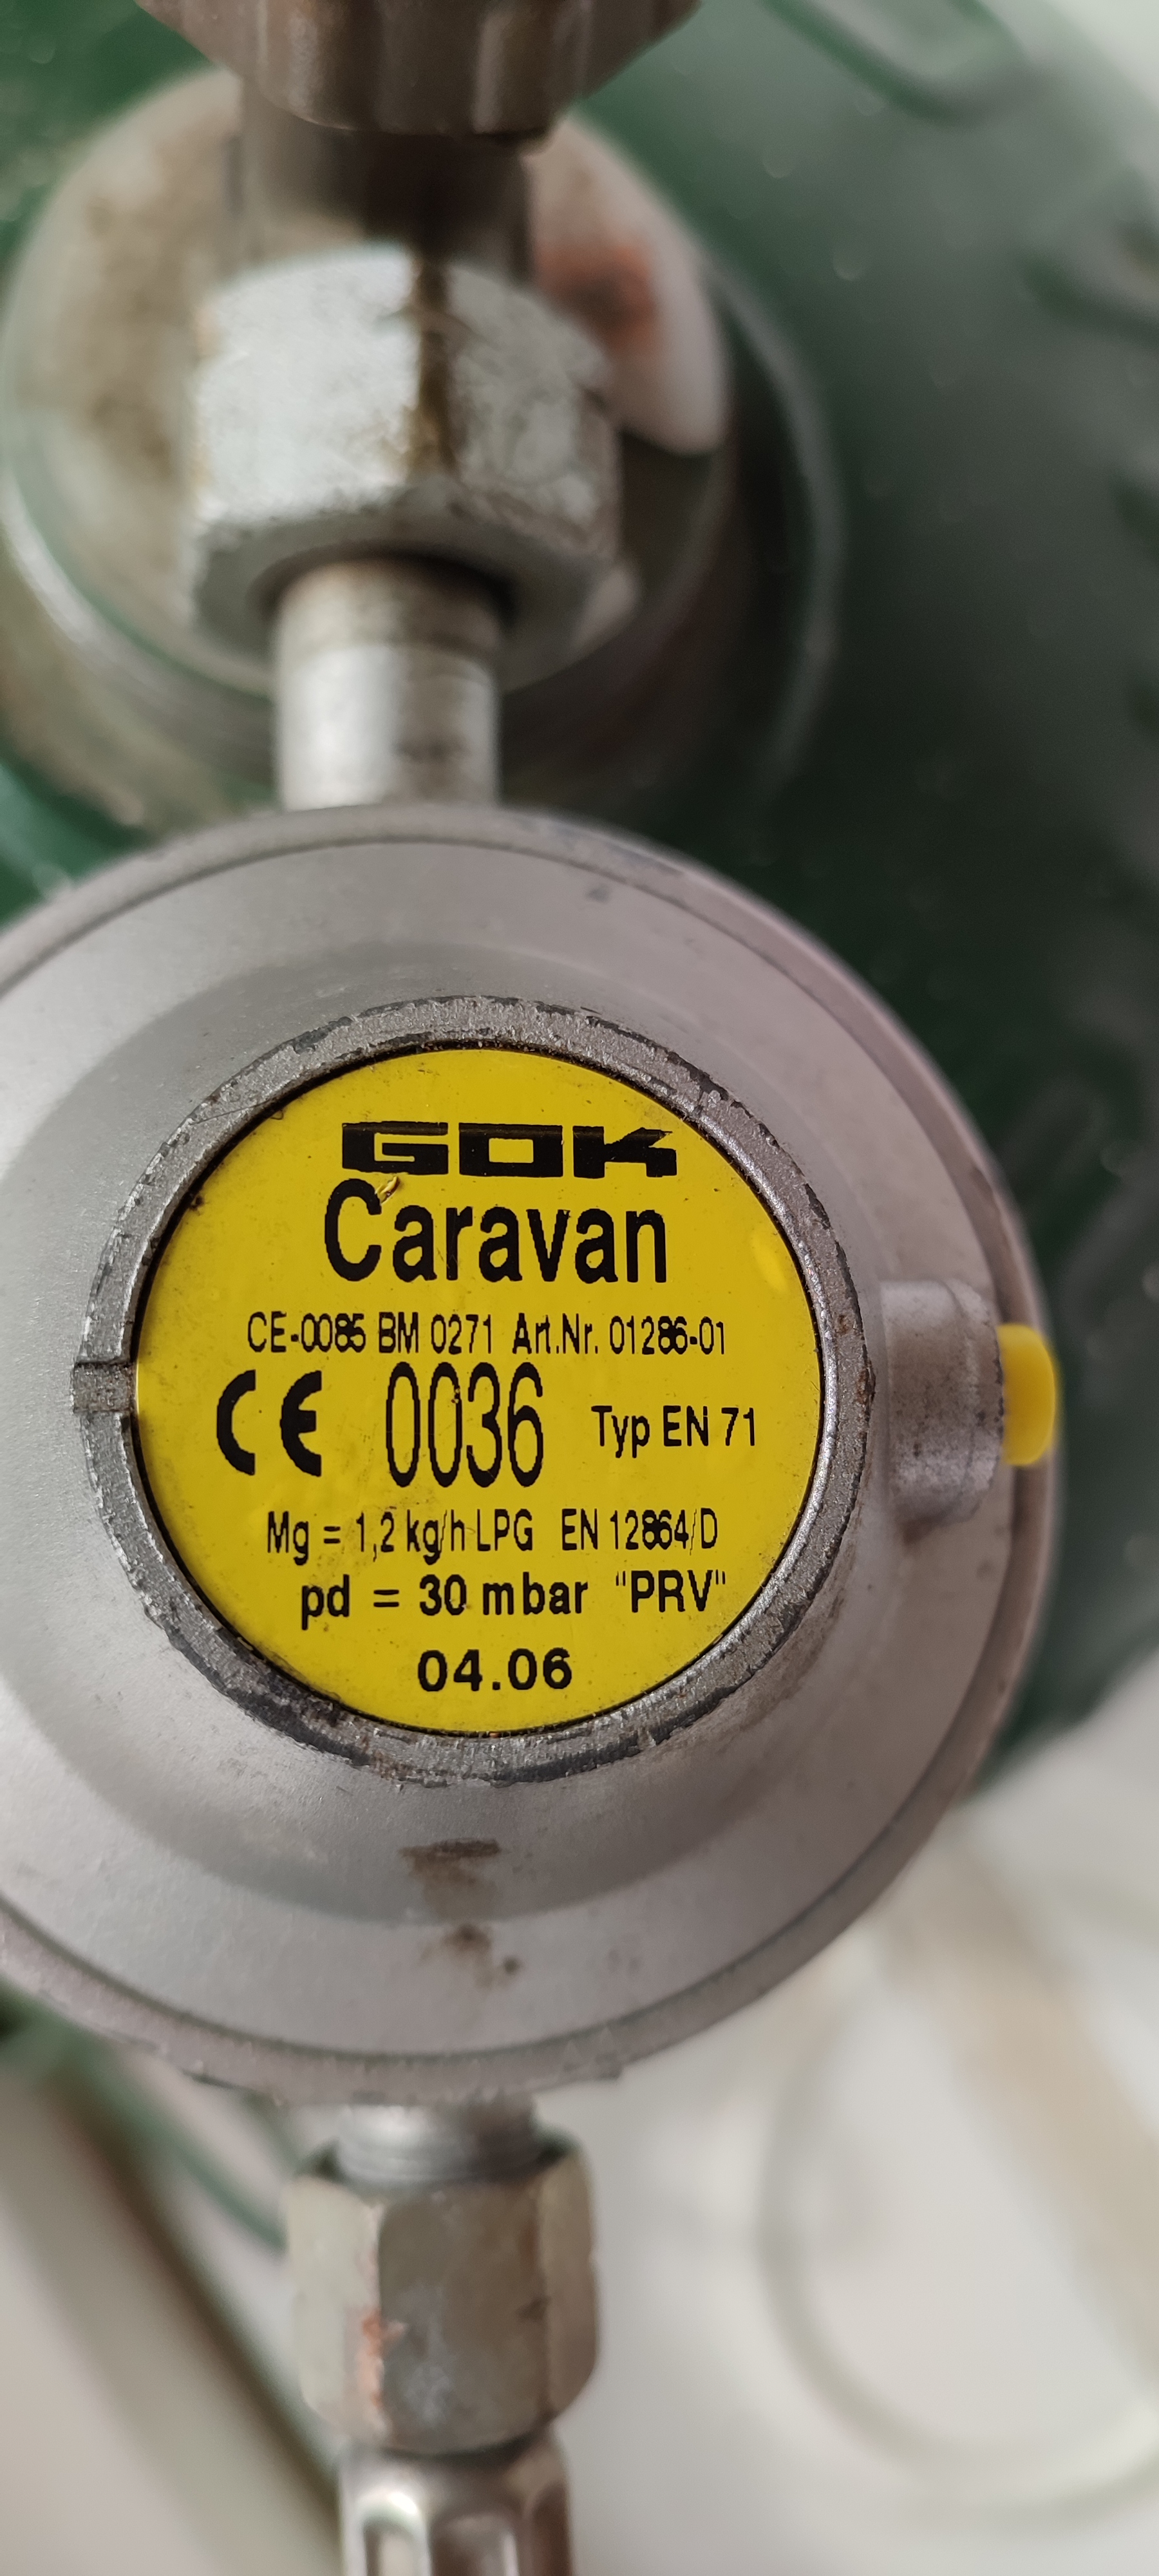 GOK
Caravan
CE-0085 BM 0271 Art.Nr. 01286-01
CE 0036 Typ EN 71
Mg = 1,2 kg/h LPG EN 12864/D
pd = 30 mbar "PRV"
04.06